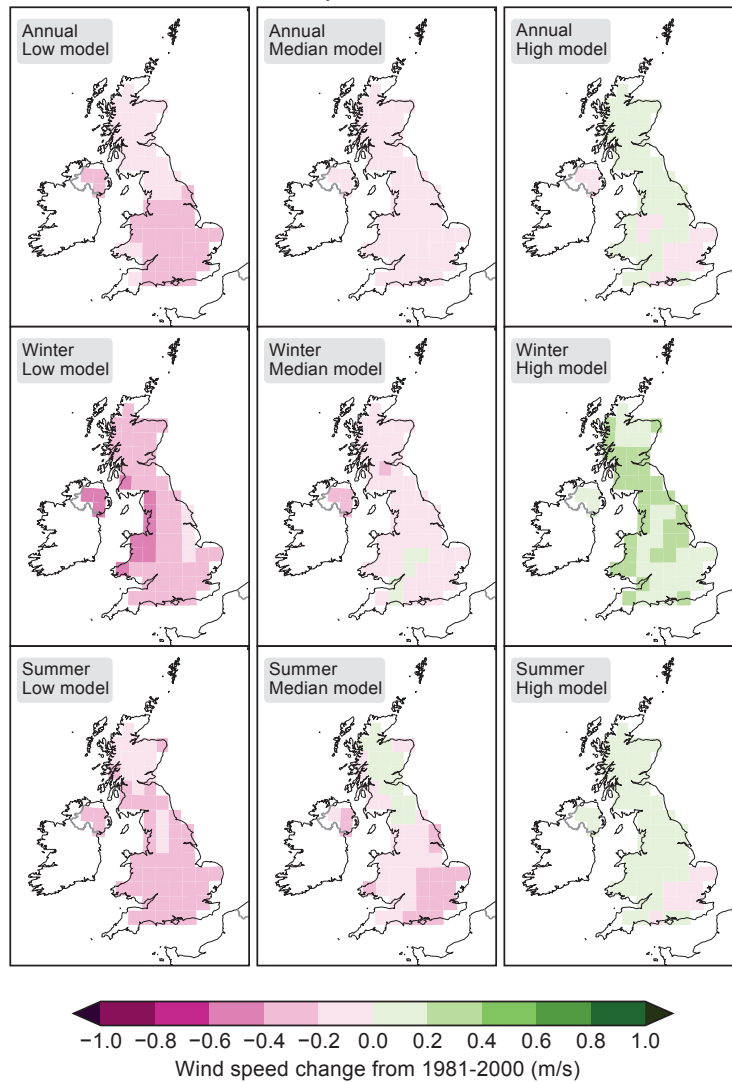 Annual
Low model
Annual
Median model
Annual
High model
Winter
Low model
Winter
Median model
Winter
High model
Summer
Low model
Summer
Median model
Summer
High model
−1.0 −0.8 −0.6 −0.4 −0.2 0.0 0.2 0.4 0.6 0.8 1.0
Wind speed change from 1981-2000 (m/s)